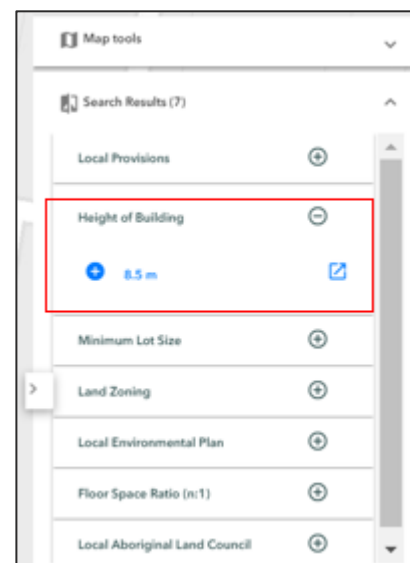 Map tools
Search Results (7)
Local Provisions
Height of Building
8.5 m
Minimum Lot Size
Land Zoning
Local Environmental Plan
Floor Space Ratio (n:1)
Local Aboriginal Land Council